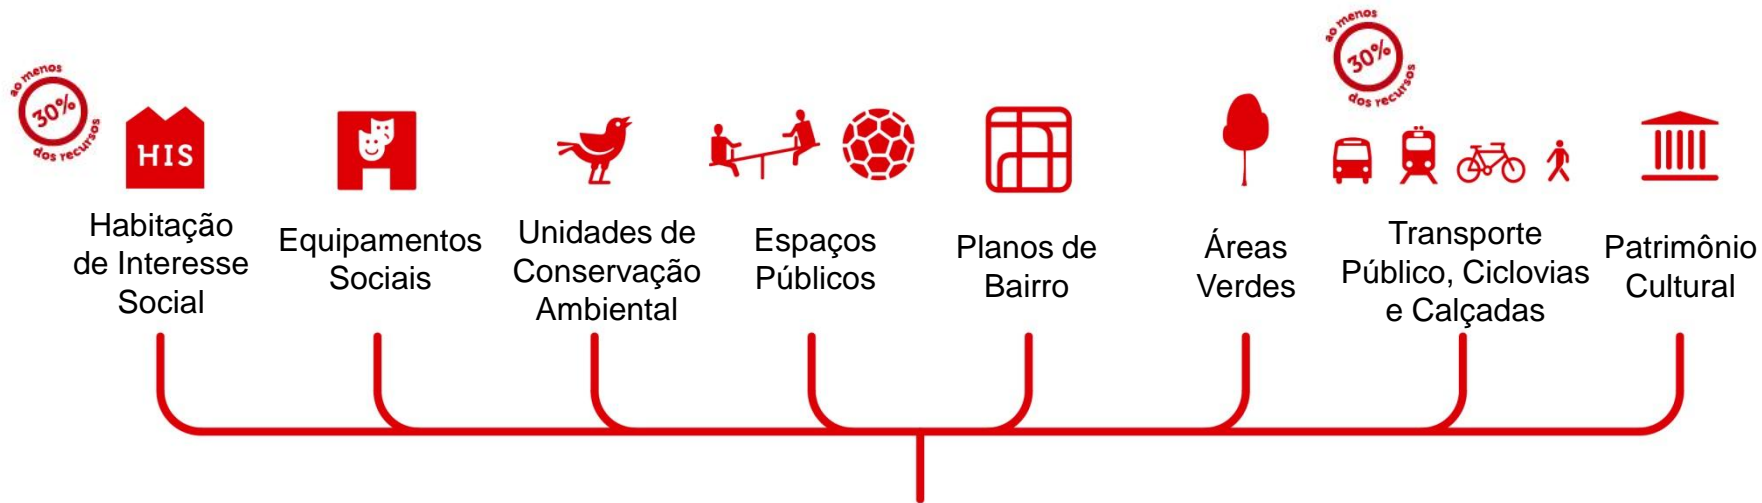 ao menos
30%
dos recursos
HIS
Habitação
de Interesse
Social
Equipamentos
Sociais
Unidades de
Conservação
Ambiental
Espaços
Públicos
Planos de
Bairro
Áreas
Verdes
ao menos
30%
dos recursos
Transporte
Público, Ciclovias
e Calçadas
Patrimônio
Cultural